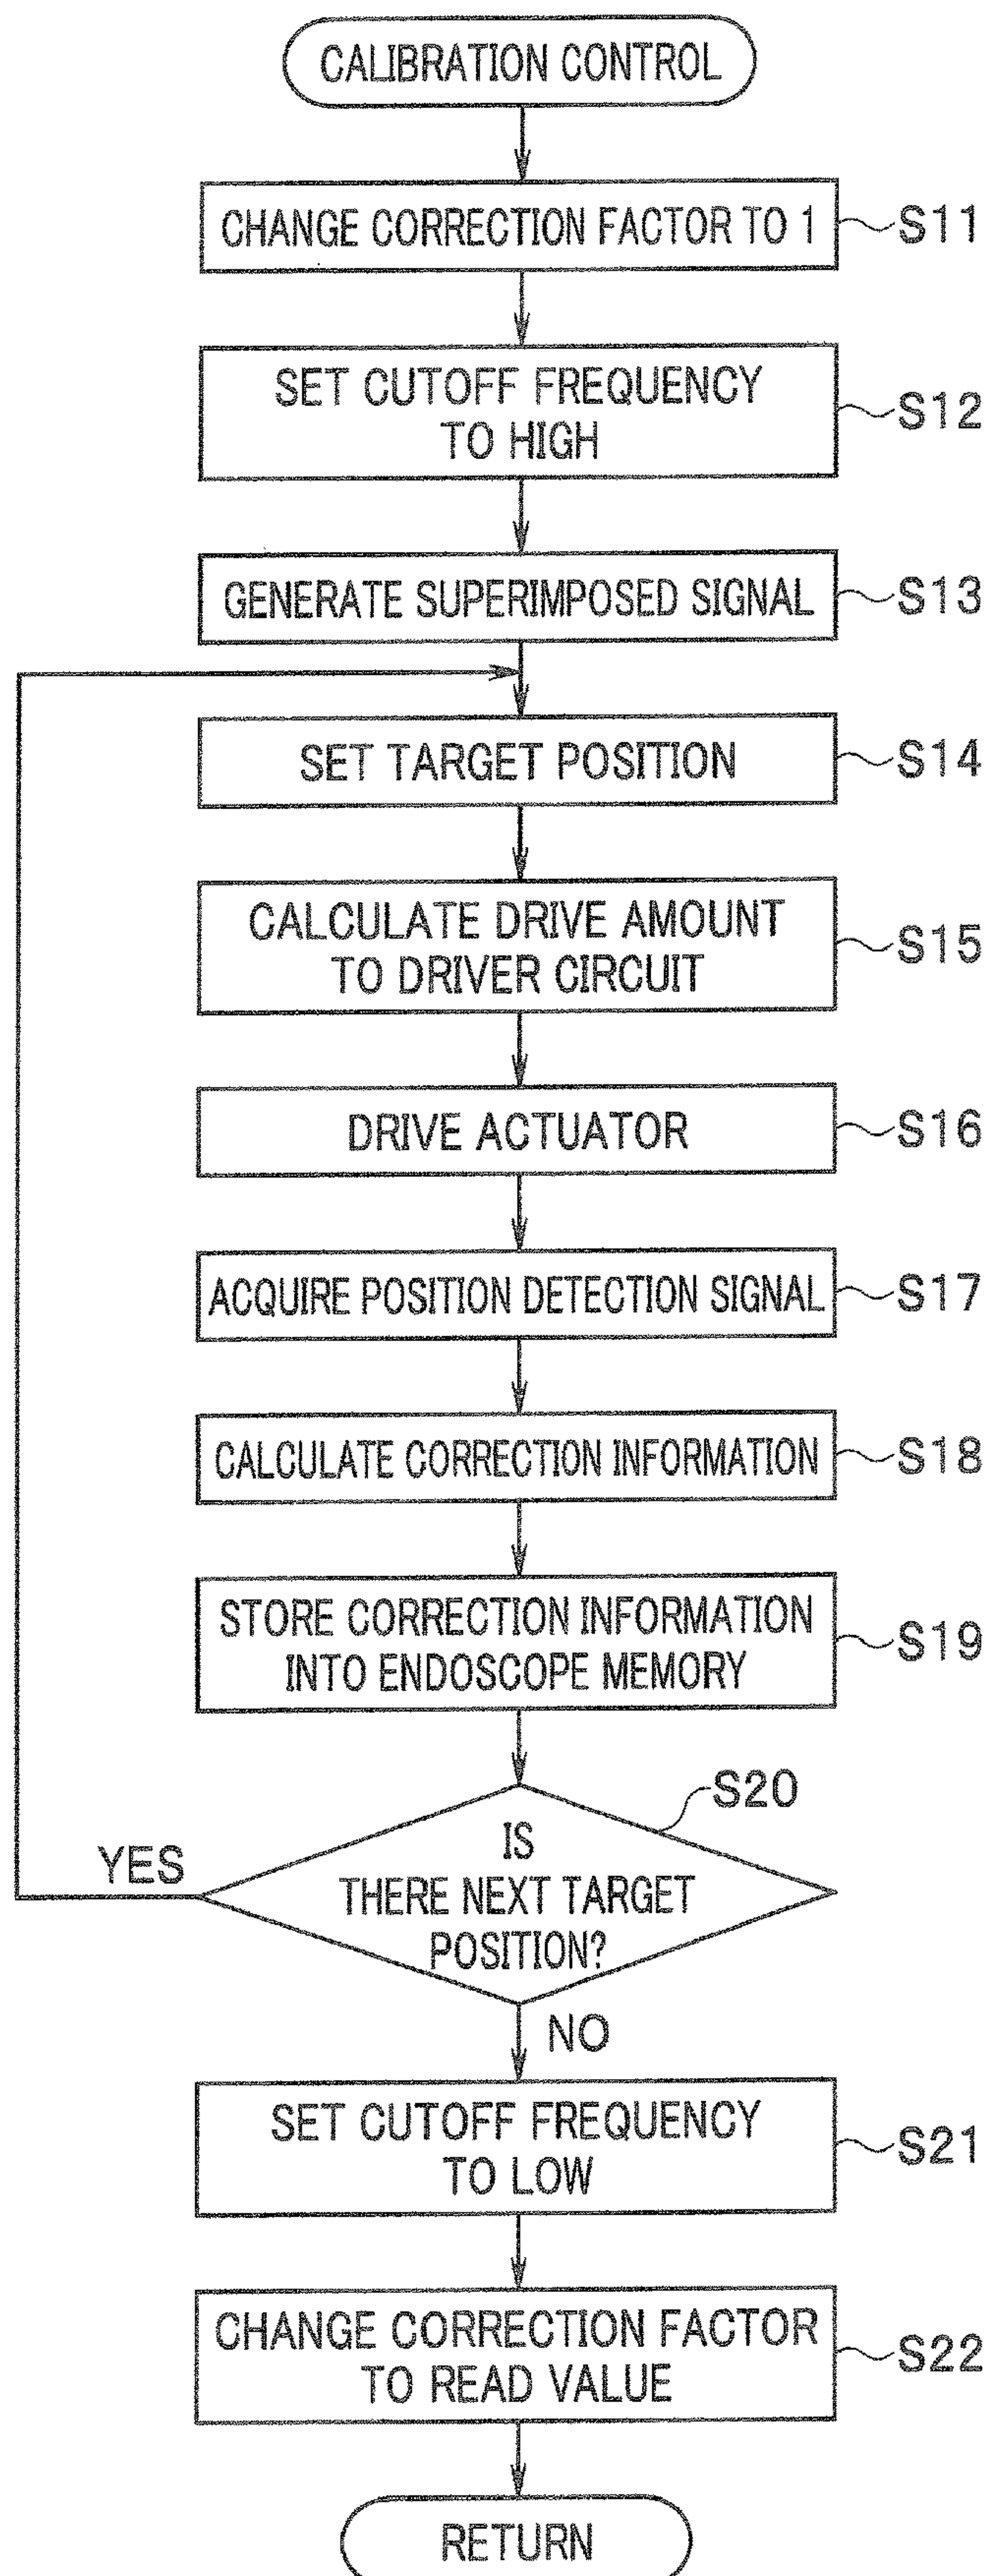 CALIBRATION CONTROL
CHANGE CORRECTION FACTOR TO 1
S11
SET CUTOFF FREQUENCY
TO HIGH
S12
GENERATE SUPERIMPOSED SIGNAL
S13
SET TARGET POSITION
S14
CALCULATE DRIVE AMOUNT
TO DRIVER CIRCUIT
S15
DRIVE ACTUATOR
S16
ACQUIRE POSITION DETECTION SIGNAL
S17
CALCULATE CORRECTION INFORMATION
S18
STORE CORRECTION INFORMATION
INTO ENDOSCOPE MEMORY
S19
S20
IS
THERE NEXT TARGET
POSITION?
YES
NO
SET CUTOFF FREQUENCY
TO LOW
S21
CHANGE CORRECTION FACTOR
TO READ VALUE
S22
RETURN